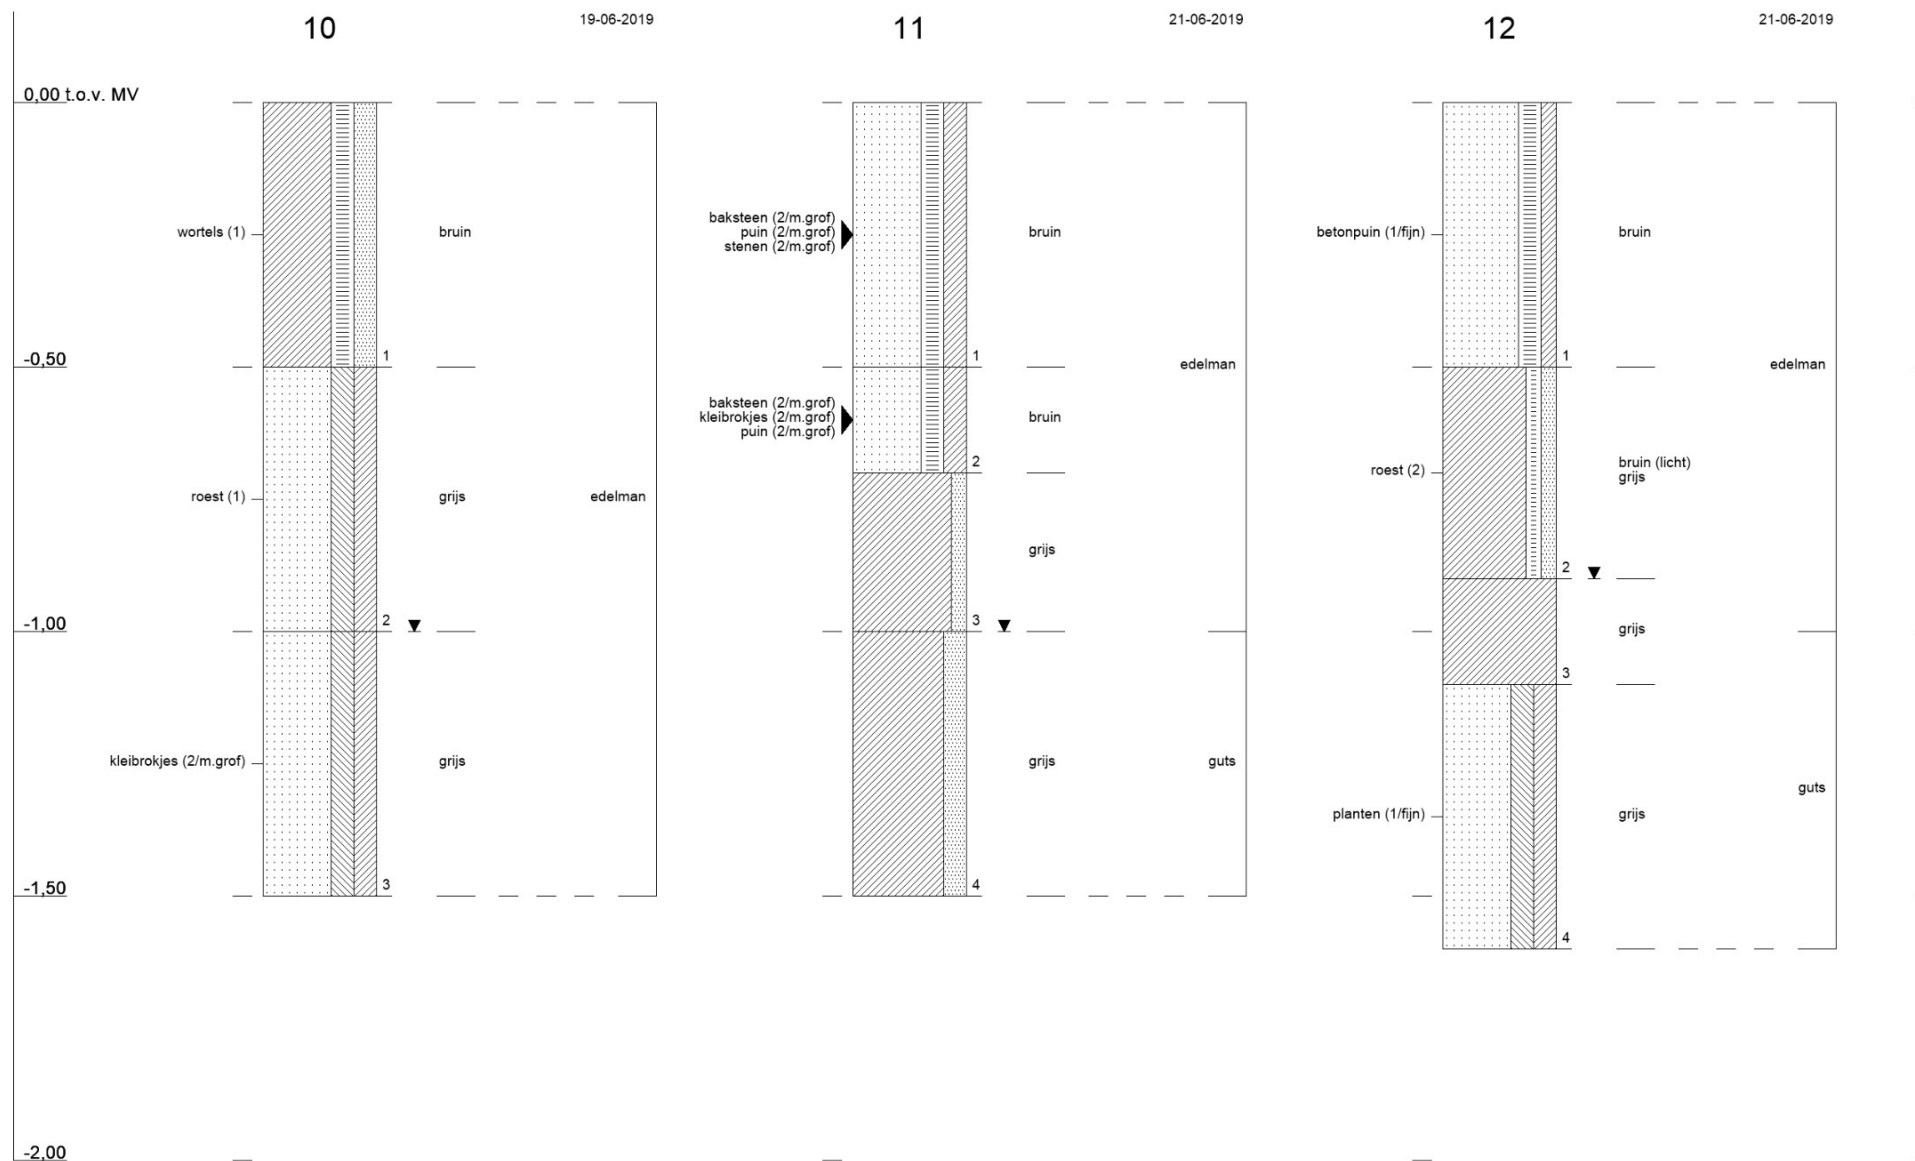 10
19-06-2019
11
21-06-2019
12
21-06-2019
0,00 t.o.v. MV
-0,50
-1,00
-1,50
-2,00
wortels (1)
bruin
1
roest (1)
grijs
edelman
2
kleibrokjes (2/m.grof)
grijs
3
baksteen (2/m.grof)
puin (2/m.grof)
stenen (2/m.grof)
bruin
1
edelman
baksteen (2/m.grof)
kleibrokjes (2/m.grof)
puin (2/m.grof)
bruin
2
grijs
3
grijs
guts
4
betonpuin (1/fijn)
bruin
1
edelman
roest (2)
bruin (licht)
grijs
2
grijs
3
guts
planten (1/fijn)
grijs
4